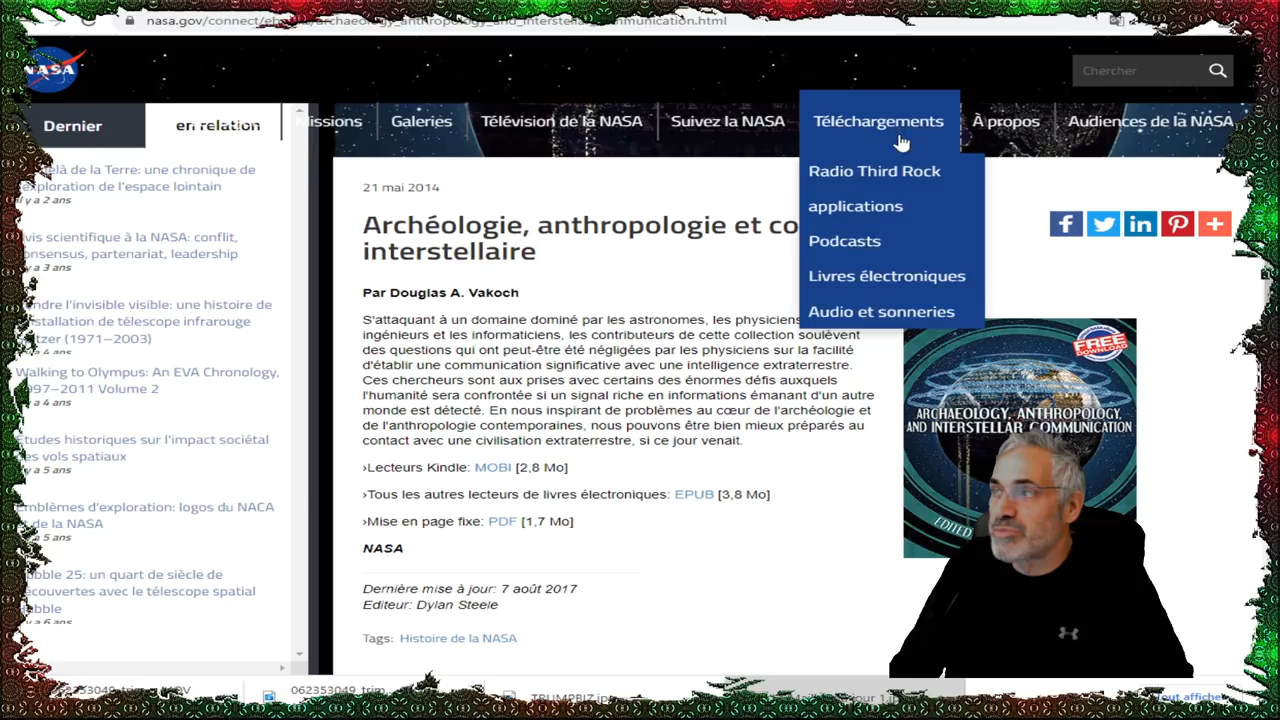 nasa.gov/connect/
NASA
Chercher
Dernier
en relation
Missions
Galeries
Télévision de la NASA
Suivez la NASA
Téléchargements
À propos
Audiences de la NASA
Radio Third Rock
applications
Podcasts
Livres électroniques
Audio et sonneries
delà de la Terre: une chronique de
exploration de l'espace lointain
il y a 2 ans
vis scientifique à la NASA: conflit,
onsensus, partenariat, leadership
y a 3 ans
endre l'invisible visible: une histoire de
nstallation de télescope infrarouge
itzer (1971–2003)
a 4 ans
Walking to Olympus: An EVA Chronology,
997–2011 Volume 2
y a 4 ans
Études historiques sur l'impact sociétal
des vols spatiaux
il y a 5 ans
Emblèmes d'exploration: logos du NACA
de la NASA
a 5 ans
ubble 25: un quart de siècle de
écouvertes avec le télescope spatial
ubble
a 6 ans
21 mai 2014
Archéologie, anthropologie et co
interstellaire
Par Douglas A. Vakoch
S'attaquant à un domaine dominé par les astronomes, les physiciens
ingénieurs et les informaticiens, les contributeurs de cette collection soulèvent
des questions qui ont peut-être été négligées par les physiciens sur la facilité
d'établir une communication significative avec une intelligence extraterrestre.
Ces chercheurs sont aux prises avec certains des énormes défis auxquels
l'humanité sera confrontée si un signal riche en informations émanant d'un autre
monde est détecté. En nous inspirant de problèmes au cœur de l'archéologie et
de l'anthropologie contemporaines, nous pouvons être bien mieux préparés au
contact avec une civilisation extraterrestre, si ce jour venait.
›Lecteurs Kindle: MOBI [2,8 Mo]
›Tous les autres lecteurs de livres électroniques: EPUB [3,8 Mo]
›Mise en page fixe: PDF [1,7 Mo]
NASA
Dernière mise à jour: 7 août 2017
Editeur: Dylan Steele
Tags: Histoire de la NASA
FREE
DOWNLOAD
ARCHAEOLOGY, ANTHROPOLOGY,
AND INTERSTELLAR COMMUNICATION
EDITED
062353049_trim
TRUMPBIZ.jp